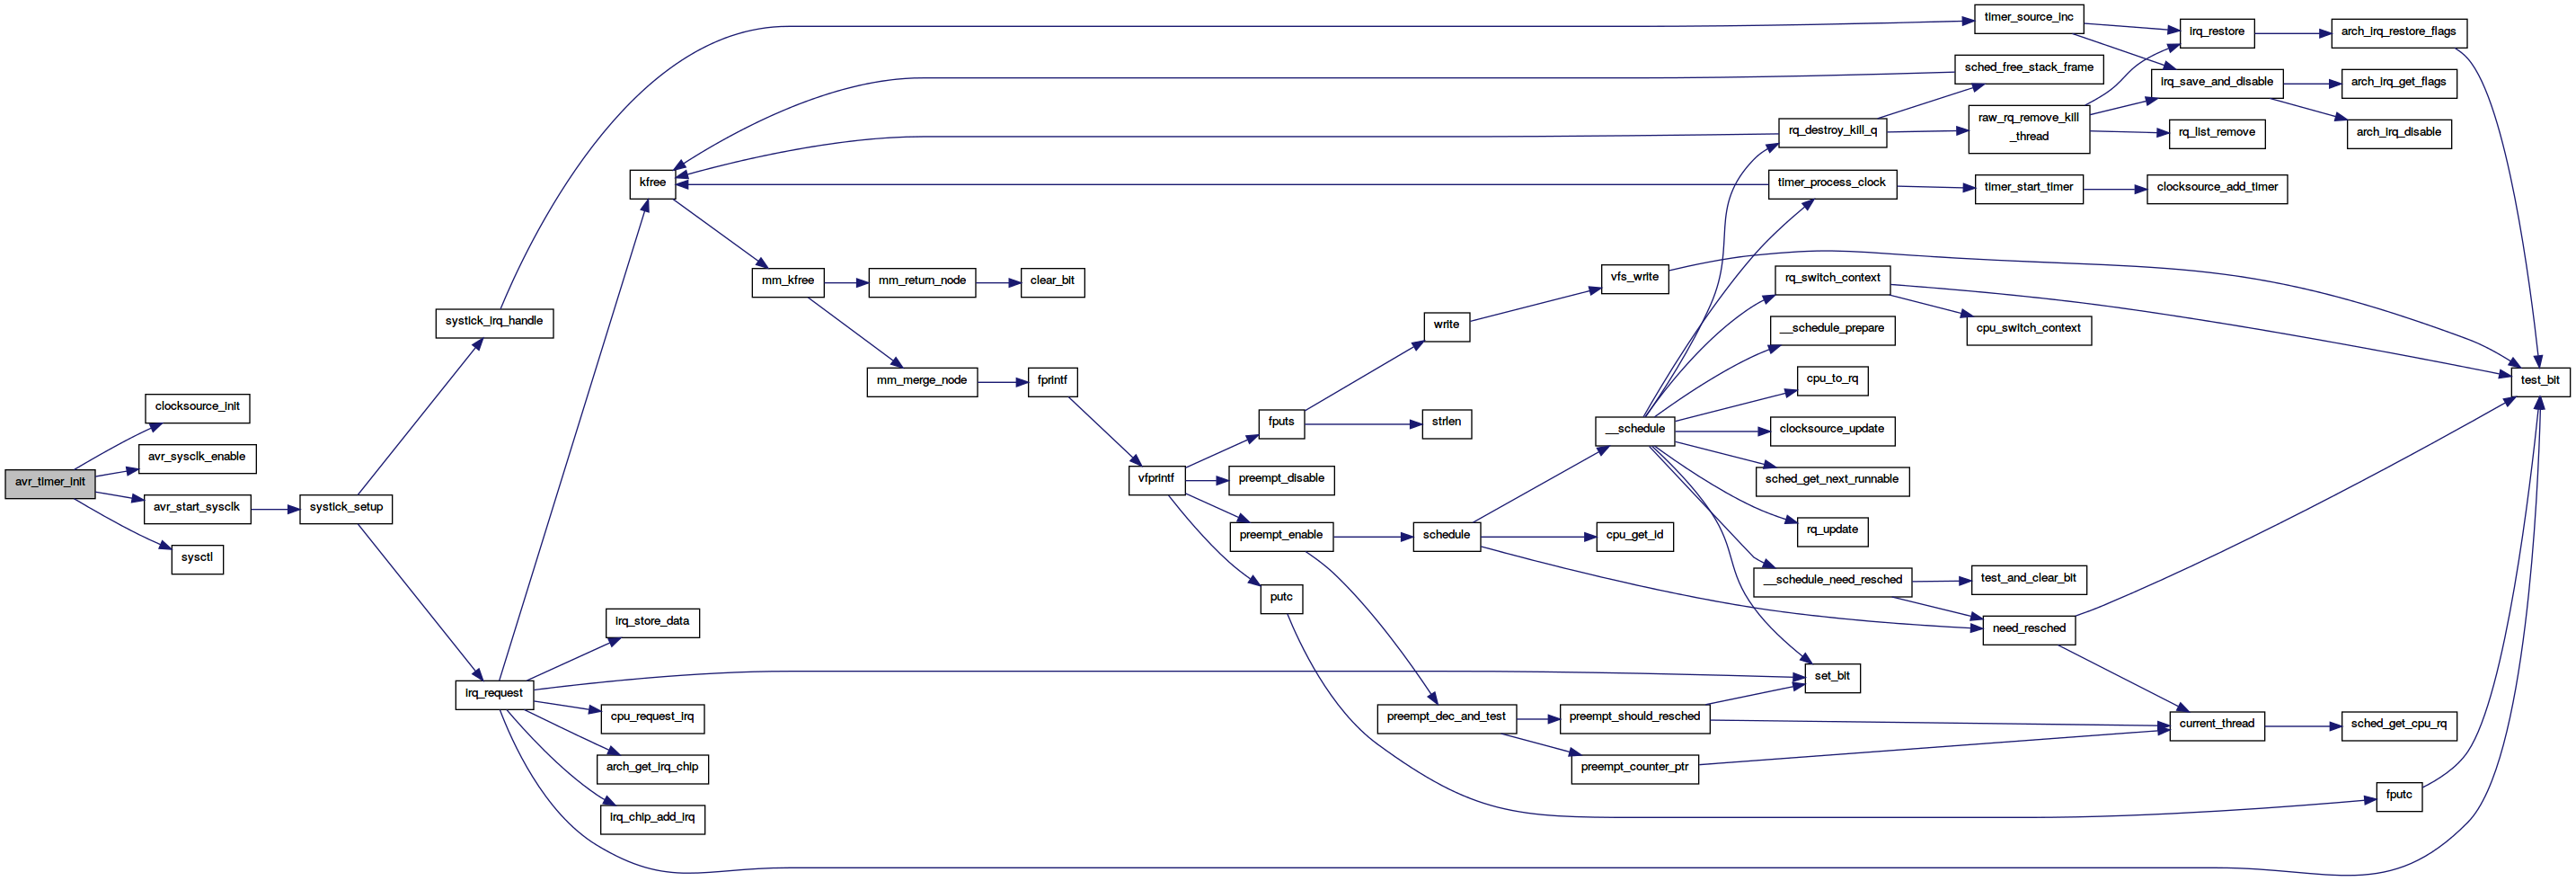 avr_timer_init
clocksource_init
avr_sysclk_enable
avr_start_sysclk
sysctl
systick_setup
systick_irq_handle
irq_request
kfree
irq_store_data
cpu_request_irq
arch_get_irq_chip
irq_chip_add_irq
mm_kfree
mm_return_node
clear_bit
mm_merge_node
fprintf
vfprintf
fputs
preempt_disable
preempt_enable
putc
write
strlen
schedule
preempt_dec_and_test
vfs_write
__schedule
cpu_get_id
preempt_should_resched
preempt_counter_ptr
rq_destroy_kill_q
timer_process_clock
rq_switch_context
__schedule_prepare
cpu_to_rq
clocksource_update
sched_get_next_runnable
rq_update
__schedule_need_resched
set_bit
timer_source_inc
sched_free_stack_frame
raw_rq_remove_kill
_thread
timer_start_timer
cpu_switch_context
test_and_clear_bit
need_resched
irq_restore
irq_save_and_disable
rq_list_remove
clocksource_add_timer
current_thread
arch_irq_restore_flags
arch_irq_get_flags
arch_irq_disable
sched_get_cpu_rq
fputc
test_bit